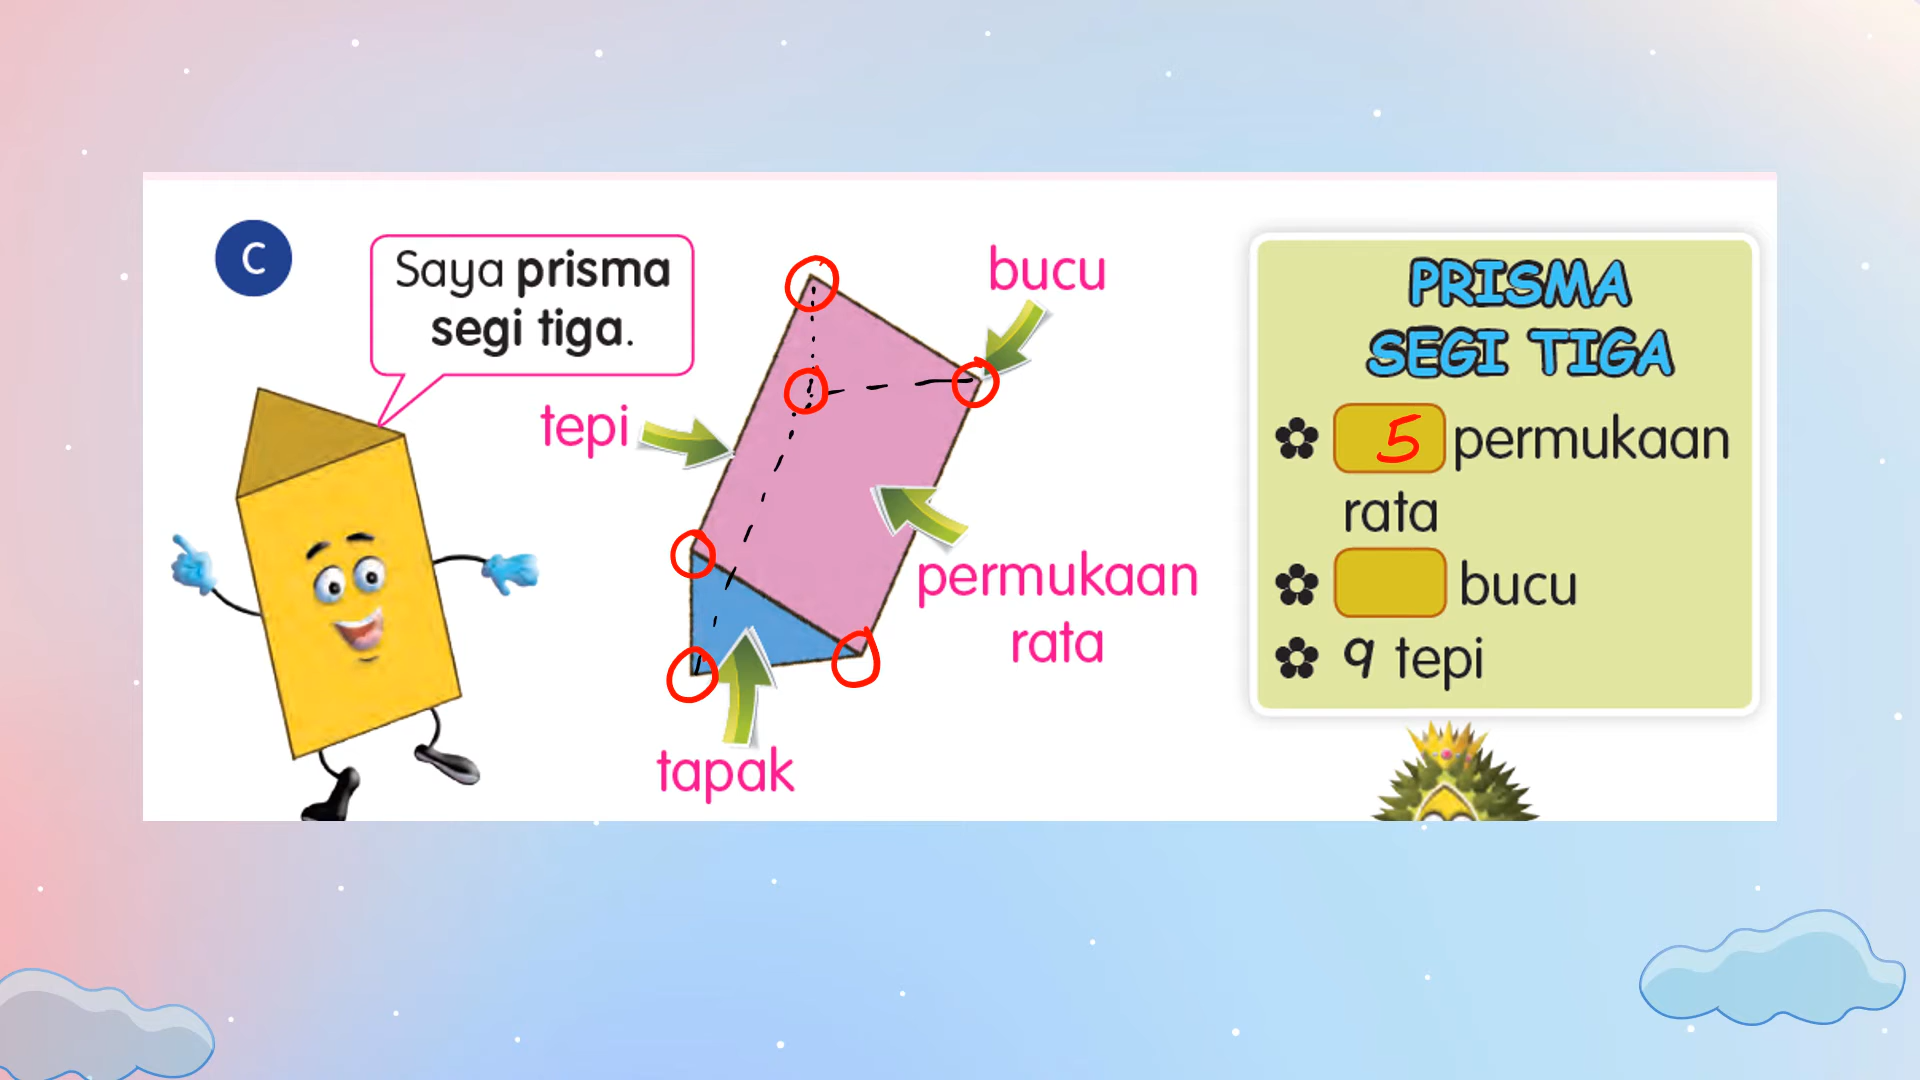 C
Saya prisma
segi tiga.
bucu
tepi
permukaan
rata
tapak
PRISMA
SEGI TIGA
5 permukaan
rata
bucu
9 tepi